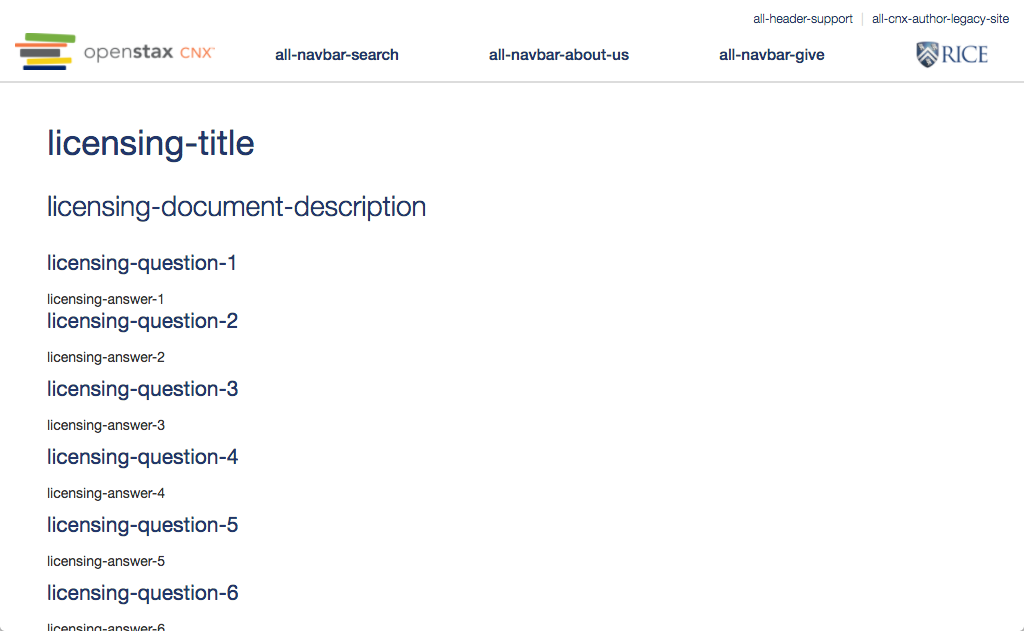 all-header-support
all-cnx-author-legacy-site
openstax CNX
all-navbar-search
all-navbar-about-us
all-navbar-give
RICE
licensing-title
licensing-document-description
licensing-question-1
licensing-answer-1
licensing-question-2
licensing-answer-2
licensing-question-3
licensing-answer-3
licensing-question-4
licensing-answer-4
licensing-question-5
licensing-answer-5
licensing-question-6
licensing-answer-6